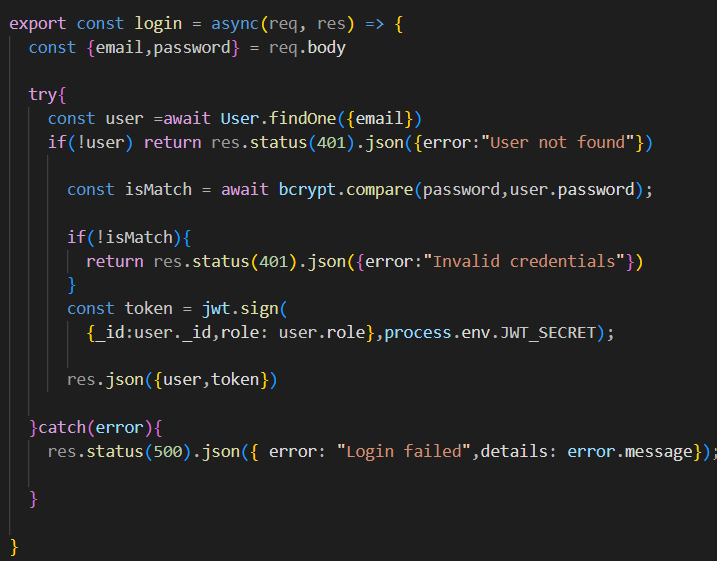 export const login = async(req, res) => {
const {email,password} = req.body
try{
const user =await User.findOne({email})
if(!user) return res.status(401).json({error:"User not found"})
const isMatch = await bcrypt.compare(password,user.password);
if(!isMatch){
return res.status(401).json({error:"Invalid credentials"})
}
const token = jwt.sign(
{_id:user._id,role: user.role},process.env.JWT_SECRET);
res.json({user,token})
}catch(error){
res.status(500).json({ error: "Login failed",details: error.message});
}
}